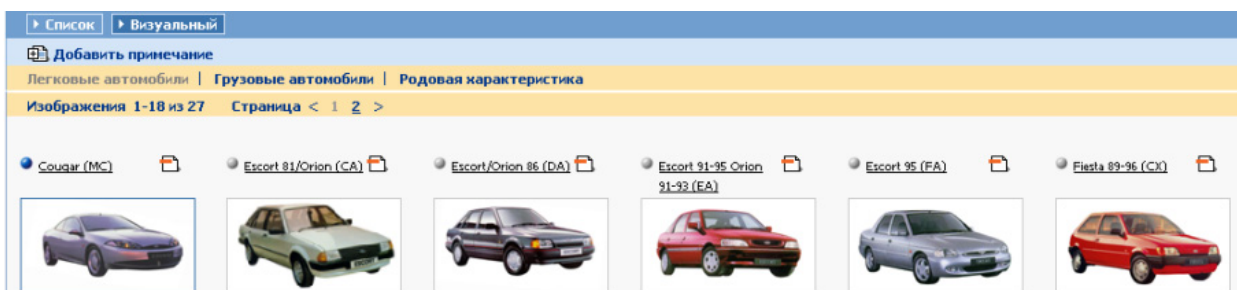 Список Визуальный
Добавить примечание
Легковые автомобили | Грузовые автомобили | Родовая характеристика
Изображения 1-18 из 27 Страница < 1 2 >
Cougar (MC) Escort 81/Orion (CA) Escort/Orion 86 (DA) Escort 91-95 Orion Escort 95 (FA) Fiesta 89-96 (CX)
91-93 (EA)